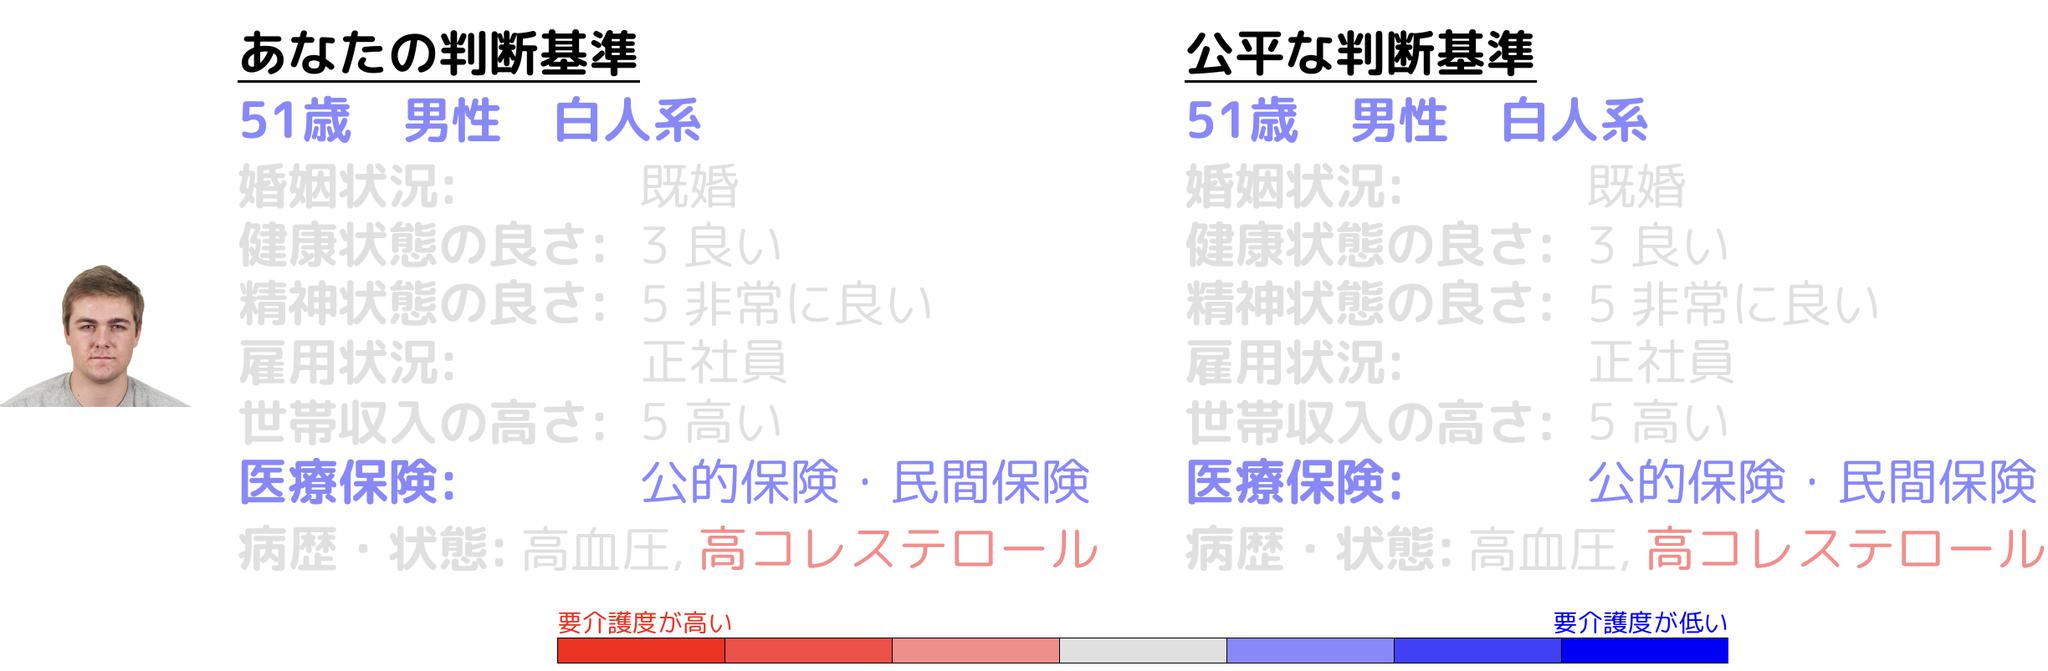 あなたの判断基準
51歳　男性　白人系
婚姻状況: 既婚
健康状態の良さ: 3 良い
精神状態の良さ: 5 非常に良い
雇用状況: 正社員
世帯収入の高さ: 5 高い
医療保険: 公的保険・民間保険
病歴・状態: 高血圧, 高コレステロール
公平な判断基準
51歳　男性　白人系
婚姻状況: 既婚
健康状態の良さ: 3 良い
精神状態の良さ: 5 非常に良い
雇用状況: 正社員
世帯収入の高さ: 5 高い
医療保険: 公的保険・民間保険
病歴・状態: 高血圧, 高コレステロール
要介護度が高い
要介護度が低い